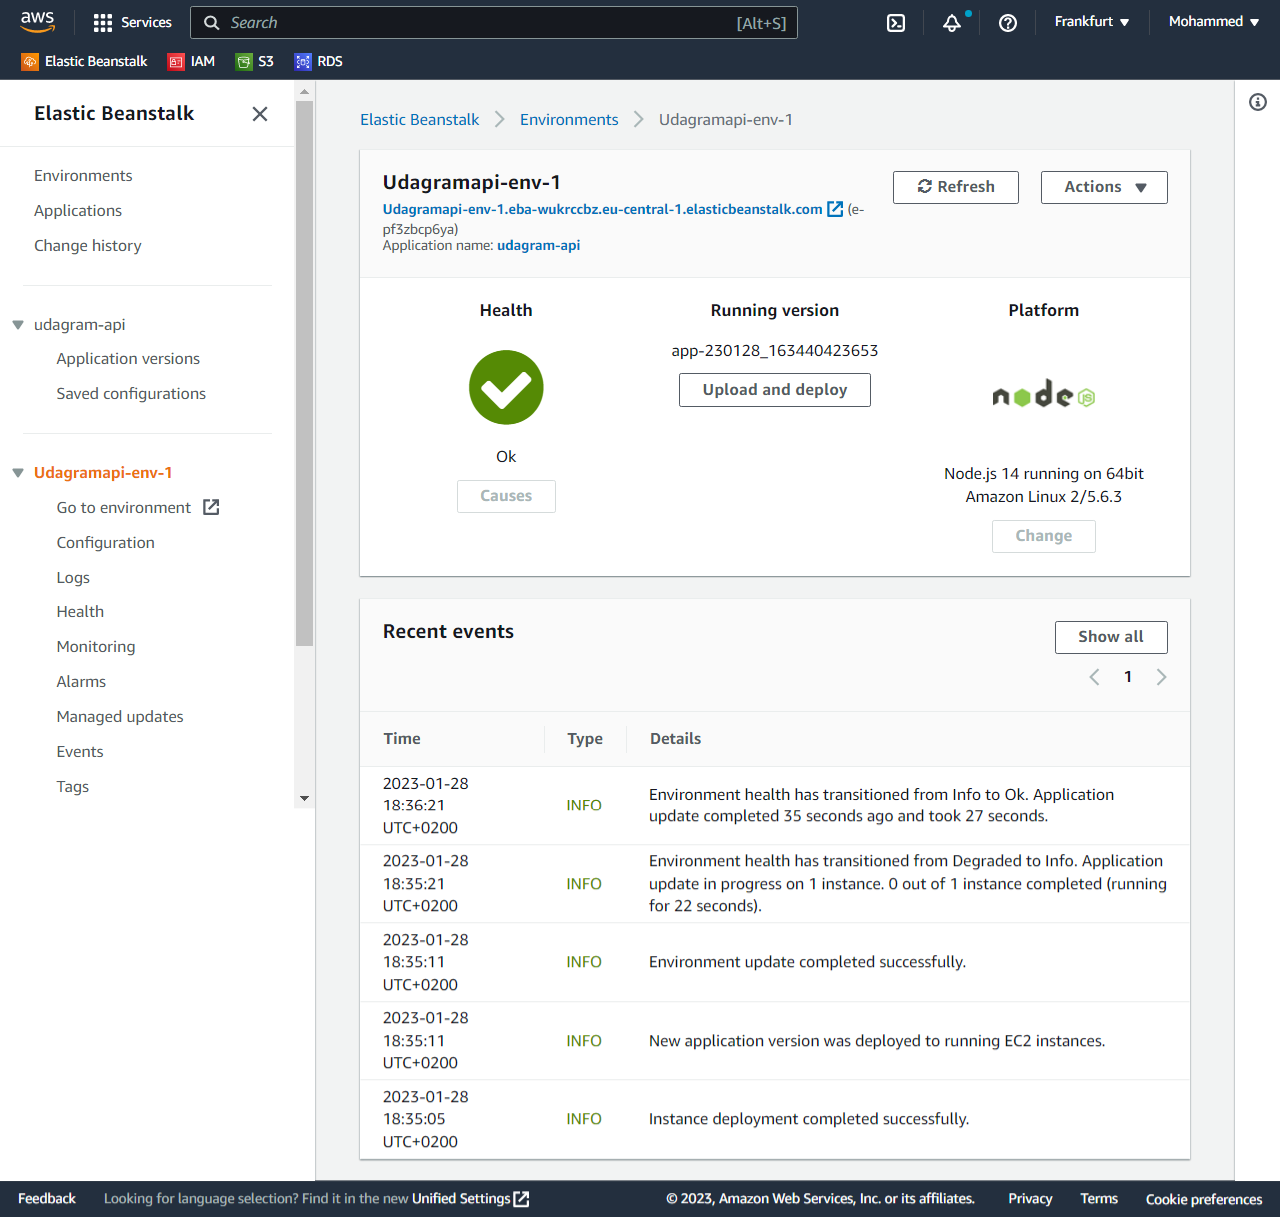 aws
Services
Search
[Alt+S]
Frankfurt
Mohammed
Elastic Beanstalk
IAM
S3
RDS
Elastic Beanstalk
Environments
Applications
Change history
udagram-api
Application versions
Saved configurations
Udagramapi-env-1
Go to environment
Configuration
Logs
Health
Monitoring
Alarms
Managed updates
Events
Tags
Elastic Beanstalk
Environments
Udagramapi-env-1
Udagramapi-env-1
Udagramapi-env-1.eba-wukrccbz.eu-central-1.elasticbeanstalk.com (e-
pf3zbcp6ya)
Application name: udagram-api
Refresh
Actions
Health
Ok
Causes
Running version
app-230128_163440423653
Upload and deploy
Platform
node JS
Node.js 14 running on 64bit
Amazon Linux 2/5.6.3
Change
Recent events
Show all
1
Time
Type
Details
2023-01-28
18:36:21
UTC+0200
INFO
Environment health has transitioned from Info to Ok. Application
update completed 35 seconds ago and took 27 seconds.
2023-01-28
18:35:21
UTC+0200
INFO
Environment health has transitioned from Degraded to Info. Application
update in progress on 1 instance. 0 out of 1 instance completed (running
for 22 seconds).
2023-01-28
18:35:11
UTC+0200
INFO
Environment update completed successfully.
2023-01-28
18:35:11
UTC+0200
INFO
New application version was deployed to running EC2 instances.
2023-01-28
18:35:05
UTC+0200
INFO
Instance deployment completed successfully.
Feedback
Looking for language selection? Find it in the new Unified Settings
© 2023, Amazon Web Services, Inc. or its affiliates.
Privacy
Terms
Cookie preferences